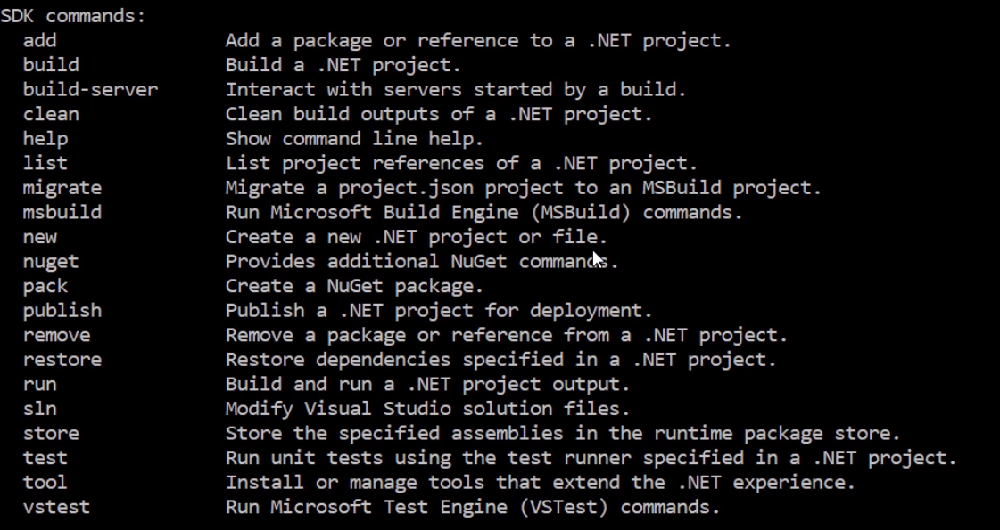 SDK commands:
  add               Add a package or reference to a .NET project.
  build             Build a .NET project.
  build-server      Interact with servers started by a build.
  clean             Clean build outputs of a .NET project.
  help              Show command line help.
  list              List project references of a .NET project.
  migrate           Migrate a project.json project to an MSBuild project.
  msbuild           Run Microsoft Build Engine (MSBuild) commands.
  new               Create a new .NET project or file.
  nuget             Provides additional NuGet commands.
  pack              Create a NuGet package.
  publish           Publish a .NET project for deployment.
  remove            Remove a package or reference from a .NET project.
  restore           Restore dependencies specified in a .NET project.
  run               Build and run a .NET project output.
  sln               Modify Visual Studio solution files.
  store             Store the specified assemblies in the runtime package store.
  test              Run unit tests using the test runner specified in a .NET project.
  tool              Install or manage tools that extend the .NET experience.
  vstest            Run Microsoft Test Engine (VSTest) commands.